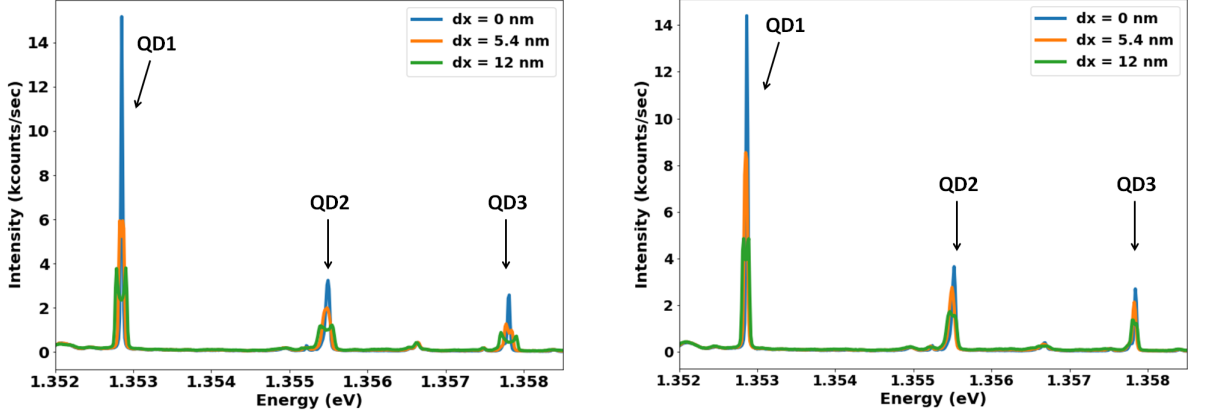 dx = 0 nm
dx = 5.4 nm
dx = 12 nm
QD1
QD2
QD3
Intensity (kcounts/sec)
14
12
10
8
6
4
2
0
1.352
1.353
1.354
1.355
1.356
1.357
1.358
Energy (eV)
dx = 0 nm
dx = 5.4 nm
dx = 12 nm
QD1
QD2
QD3
Intensity (kcounts/sec)
14
12
10
8
6
4
2
0
1.352
1.353
1.354
1.355
1.356
1.357
1.358
Energy (eV)